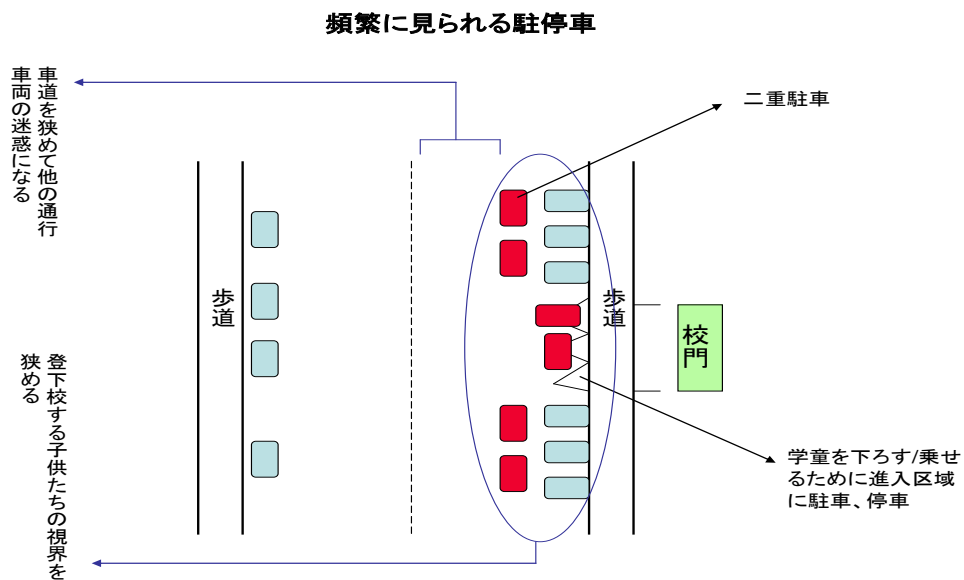 頻繁に見られる駐停車
車道を狭めて他の通行
車両の迷惑になる
二重駐車
歩道
歩道
校門
登下校する子供たちの視界を
狭める
学童を下ろす/乗せ
るために進入区域
に駐車、停車